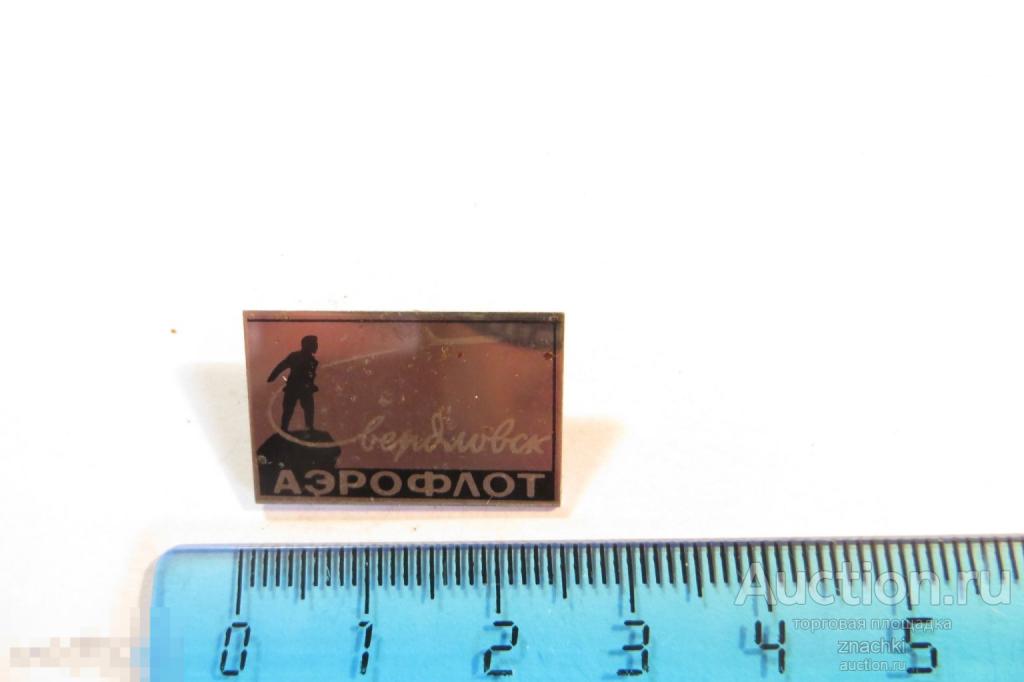 Свердловск
АЭРОФЛОТ
0 1 2 3 4 5
Auction.ru
торговая площадка
znachki
auction.ru